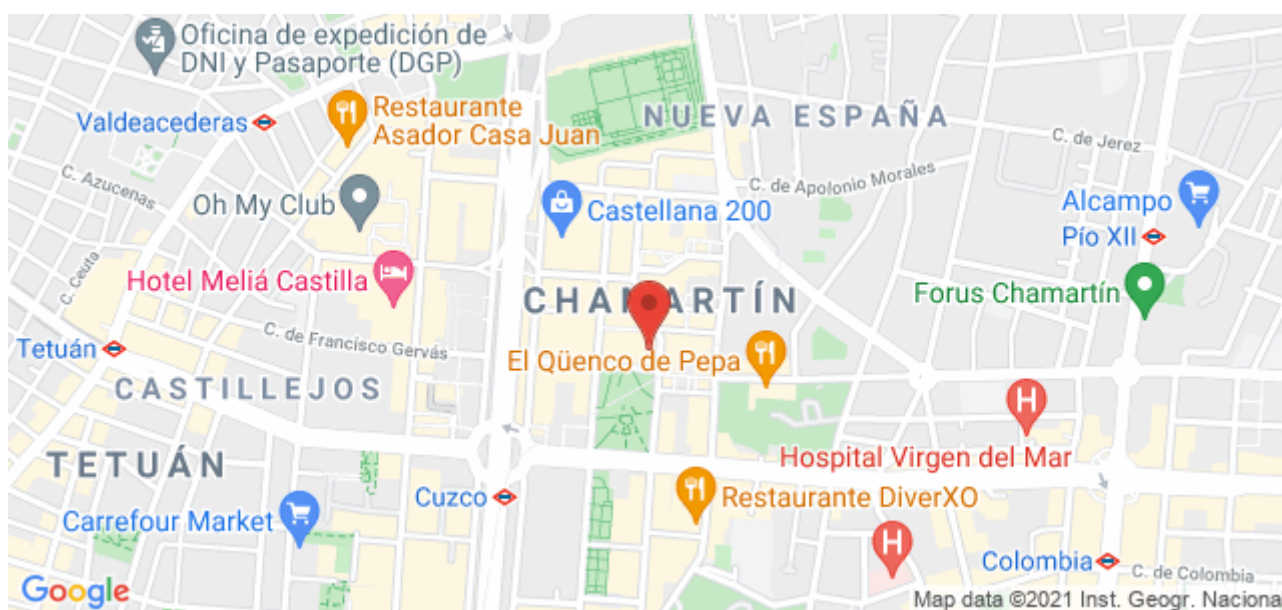 Oficina de expedición de
DNI y Pasaporte (DGP)
Valdeacederas
Restaurante
Asador Casa Juan
NUEVA ESPAÑA
C. de Jerez
C. Azucenas
C. de Apolonio Morales
Oh My Club
Castellana 200
Alcampo
Pío XII
C. Ceuta
Hotel Meliá Castilla
CHAMARTÍN
Forus Chamartín
C. de Francisco Gervás
Tetuán
El Qüenco de Pepa
CASTILLEJOS
TETUÁN
Hospital Virgen del Mar
Cuzco
Restaurante DiverXO
Carrefour Market
Colombia
C. de Colombia
Google
Map data ©2021 Inst. Geogr. Naciona